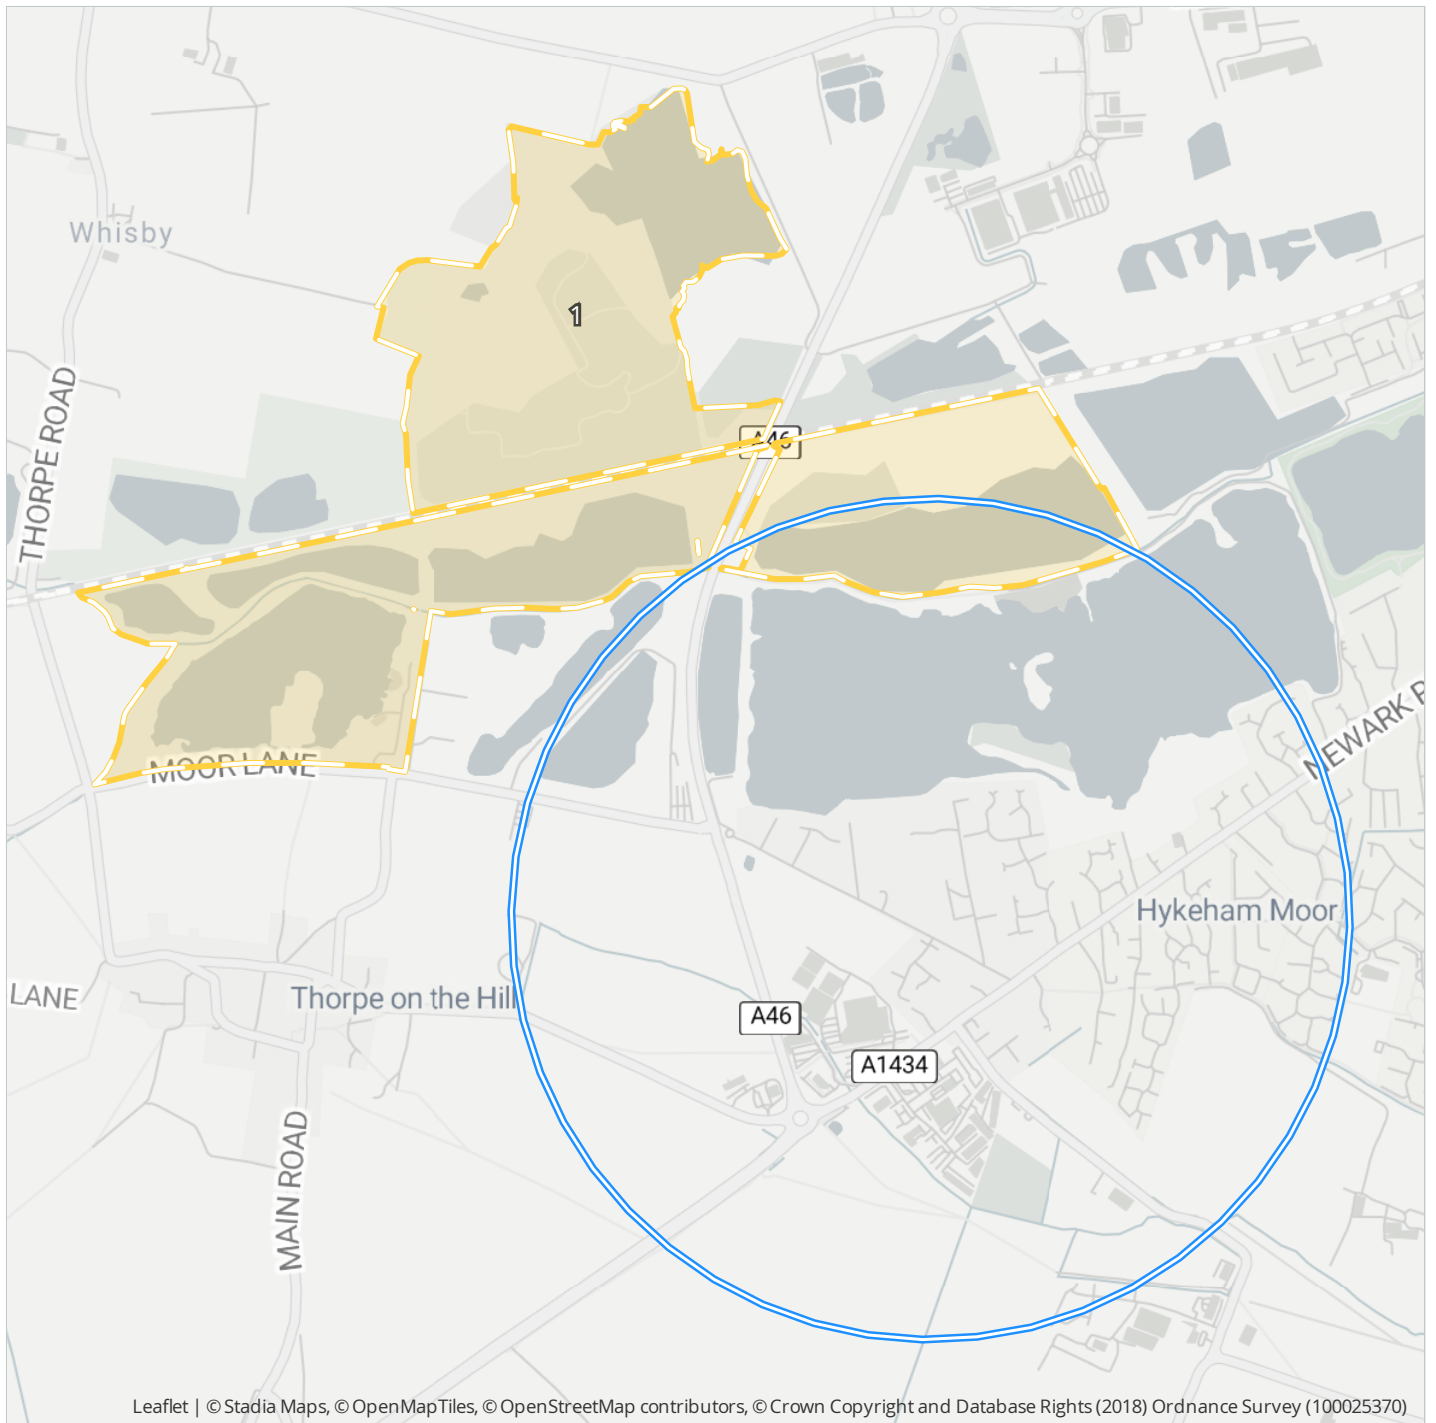 Whisby
1
THORPE ROAD
A46
MOOR LANE
NEWARK R
Hykeham Moor
LANE
Thorpe on the Hill
A46
A1434
MAIN ROAD
Leaflet | © Stadia Maps, © OpenMapTiles, © OpenStreetMap contributors, © Crown Copyright and Database Rights (2018) Ordnance Survey (100025370)